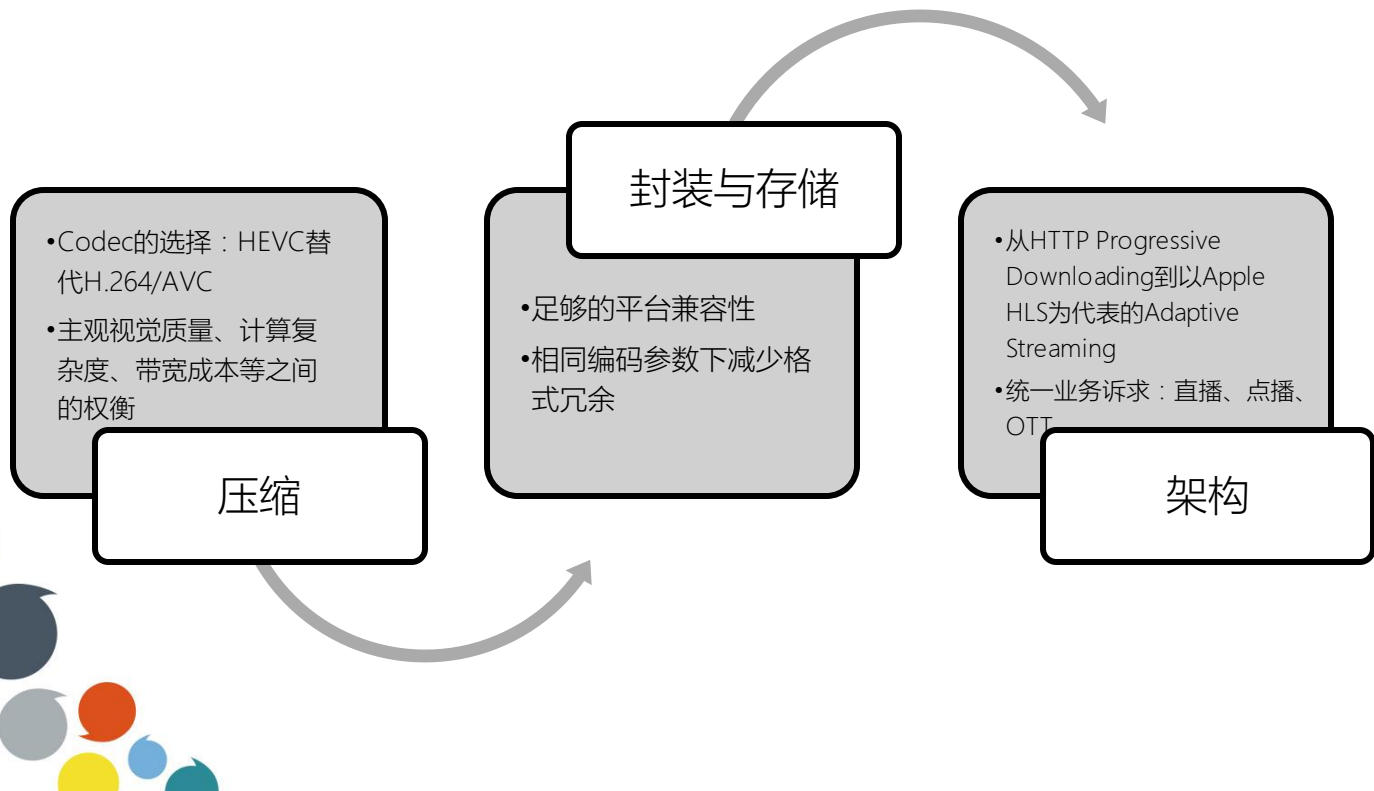 •Codec的选择：HEVC替
代H.264/AVC
•主观视觉质量、计算复
杂度、带宽成本等之间
的权衡
压缩
封装与存储
•足够的平台兼容性
•相同编码参数下减少格
式冗余
•从HTTP Progressive
Downloading到以Apple
HLS为代表的Adaptive
Streaming
•统一业务诉求：直播、点播、
OTT
架构